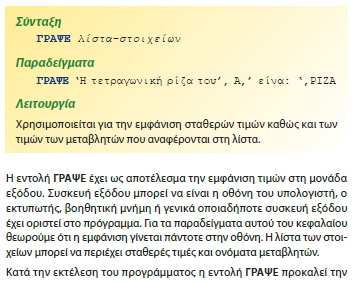 Σύνταξη
ΓΡΑΨΕ λίστα-στοιχείων
Παραδείγματα
ΓΡΑΨΕ ‘Η τετραγωνική ρίζα του’, Α,’ είνα: ‘,ΡΙΖΑ
Λειτουργία
Χρησιμοποιείται για την εμφάνιση σταθερών τιμών καθώς και των
τιμών των μεταβλητών που αναφέρονται στη λίστα.
Η εντολή ΓΡΑΨΕ έχει ως αποτέλεσμα την εμφάνιση τιμών στη μονάδα
εξόδου. Συσκευή εξόδου μπορεί να είναι η οθόνη του υπολογιστή, ο
εκτυπωτής, βοηθητική μνήμη ή γενικά οποιαδήποτε συσκευή εξόδου
έχει οριστεί στο πρόγραμμα. Για τα παραδείγματα αυτού του κεφαλαίου
θεωρούμε ότι η εμφάνιση γίνεται πάντοτε στην οθόνη. Η λίστα των στοι-
χείων μπορεί να περιέχει σταθερές τιμές και ονόματα μεταβλητών.
Κατά την εκτέλεση του προγράμματος η εντολή ΓΡΑΨΕ προκαλεί την